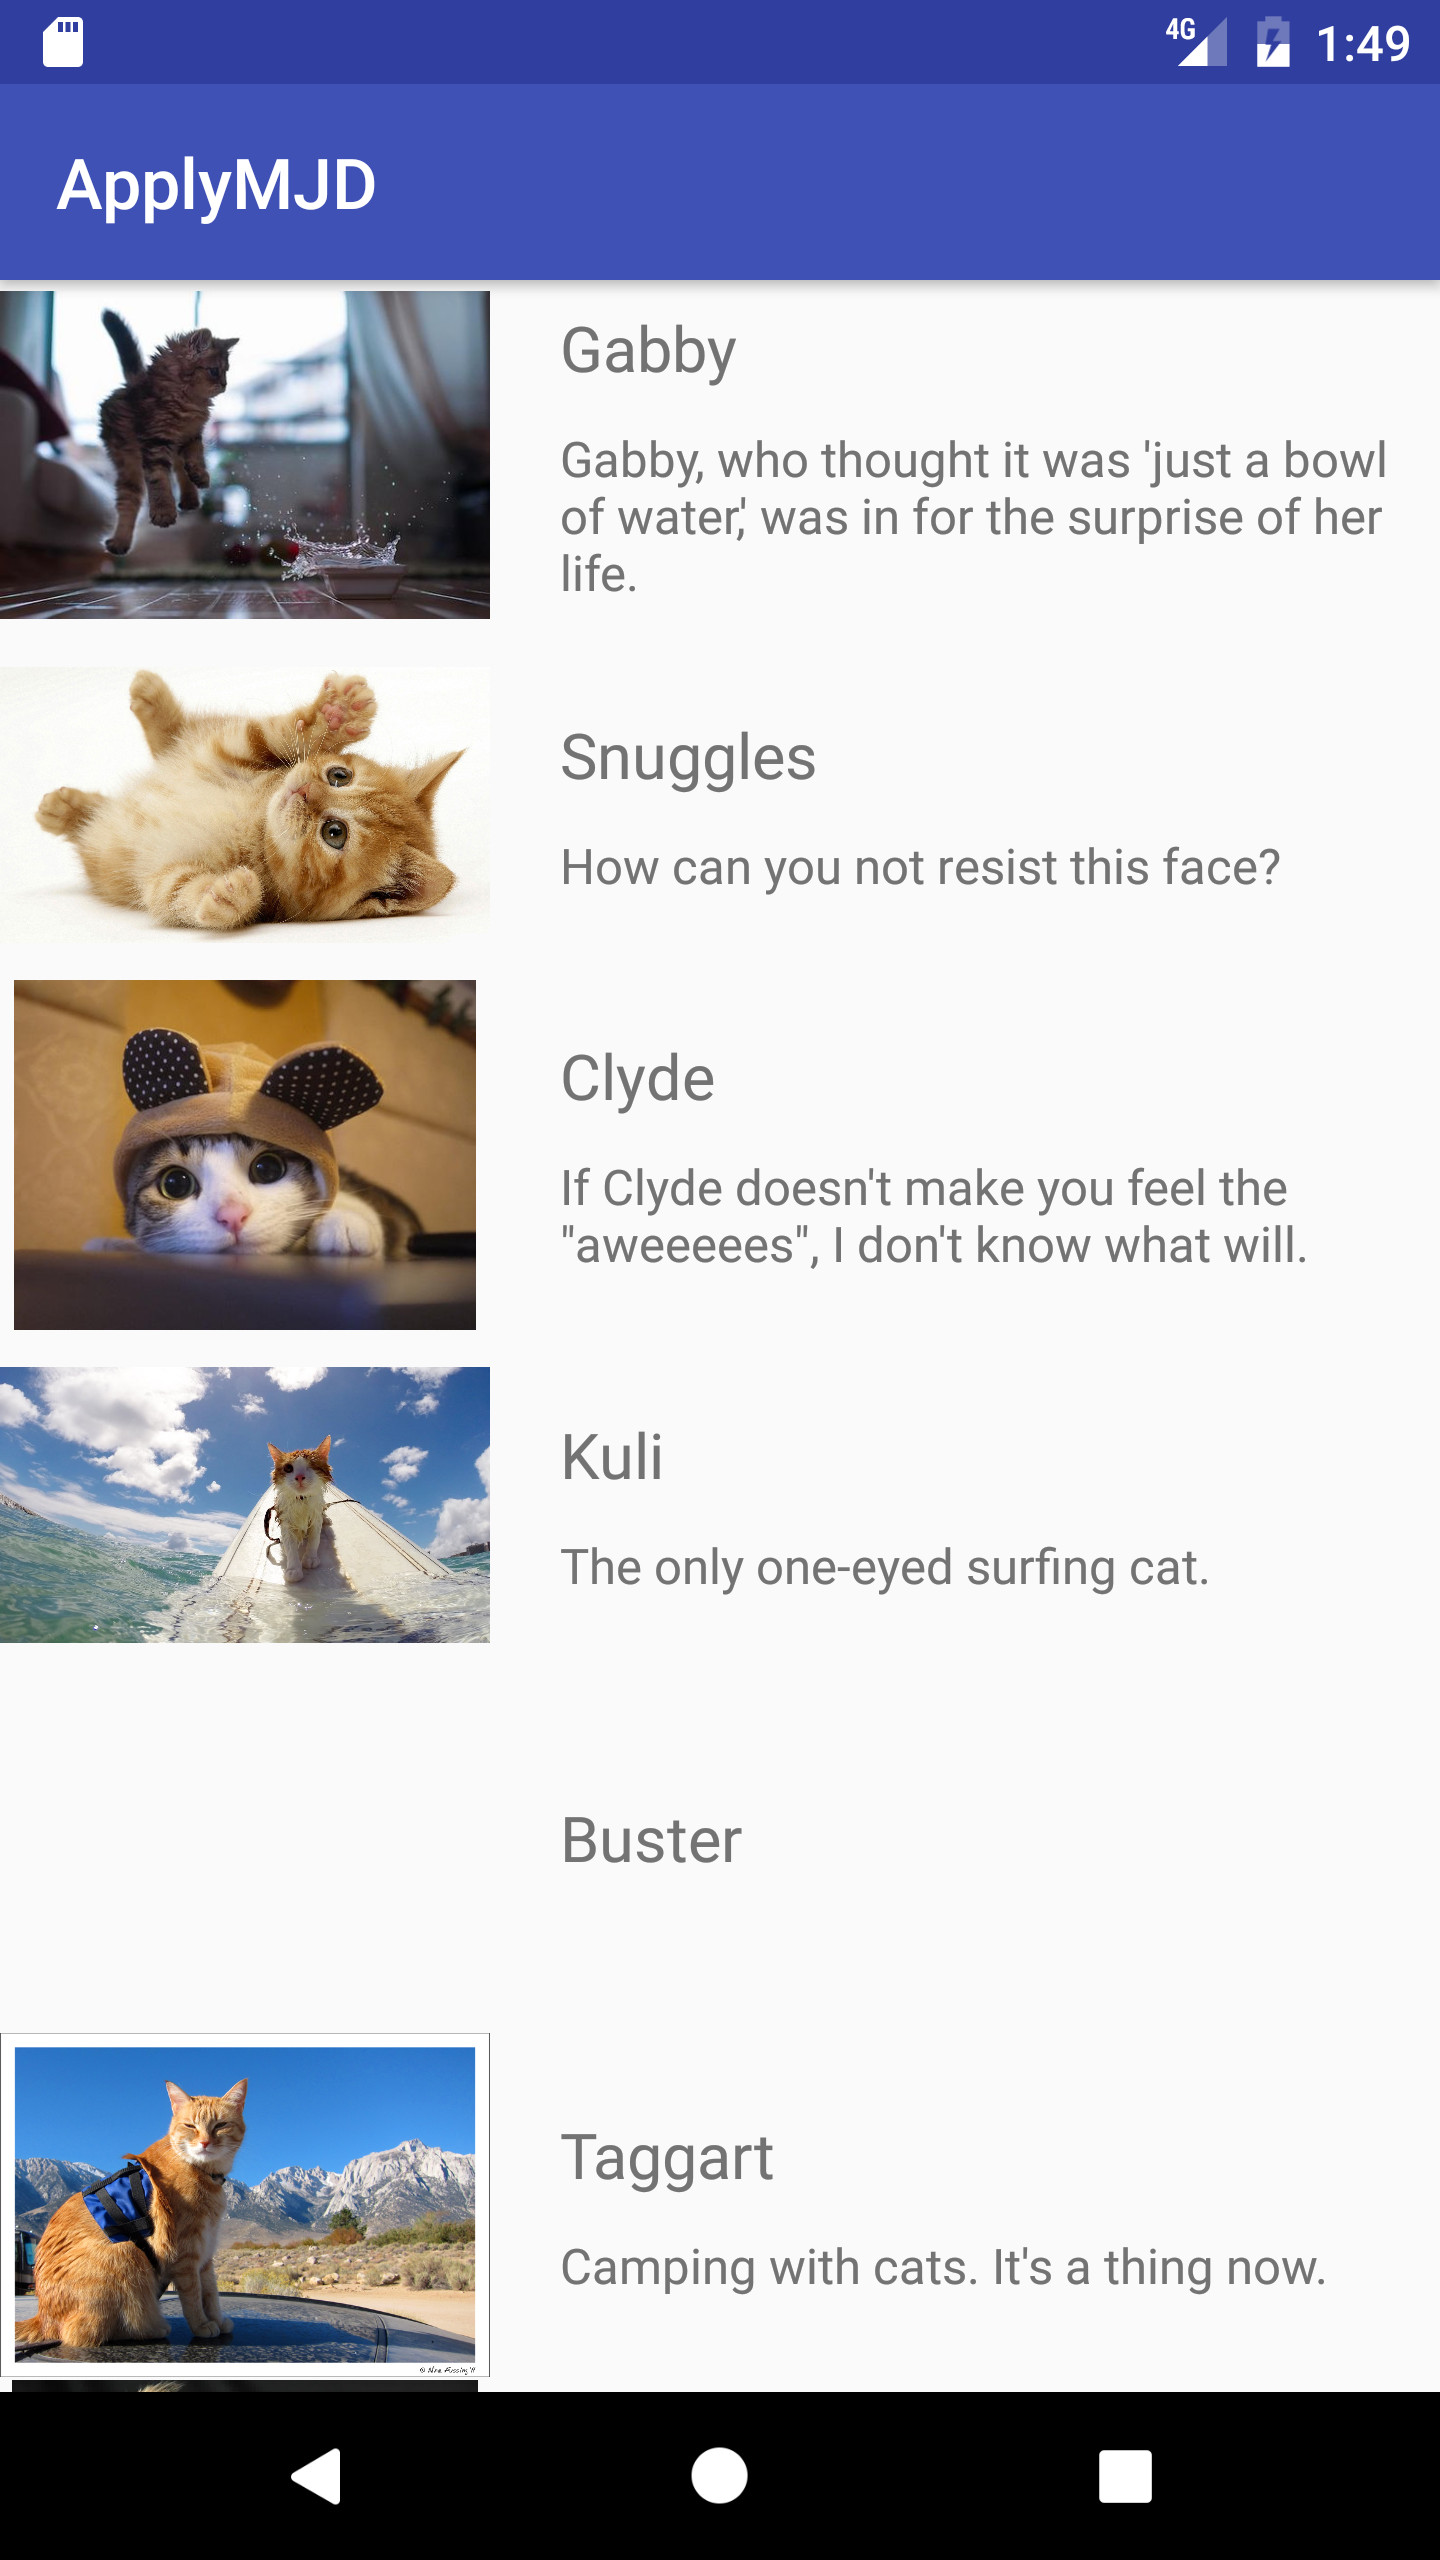 4G 1:49
ApplyMJD
Gabby
Gabby, who thought it was 'just a bowl
of water,' was in for the surprise of her
life.
Snuggles
How can you not resist this face?
Clyde
If Clyde doesn't make you feel the
"aweeeees", I don't know what will.
Kuli
The only one-eyed surfing cat.
Buster
Taggart
Camping with cats. It's a thing now.